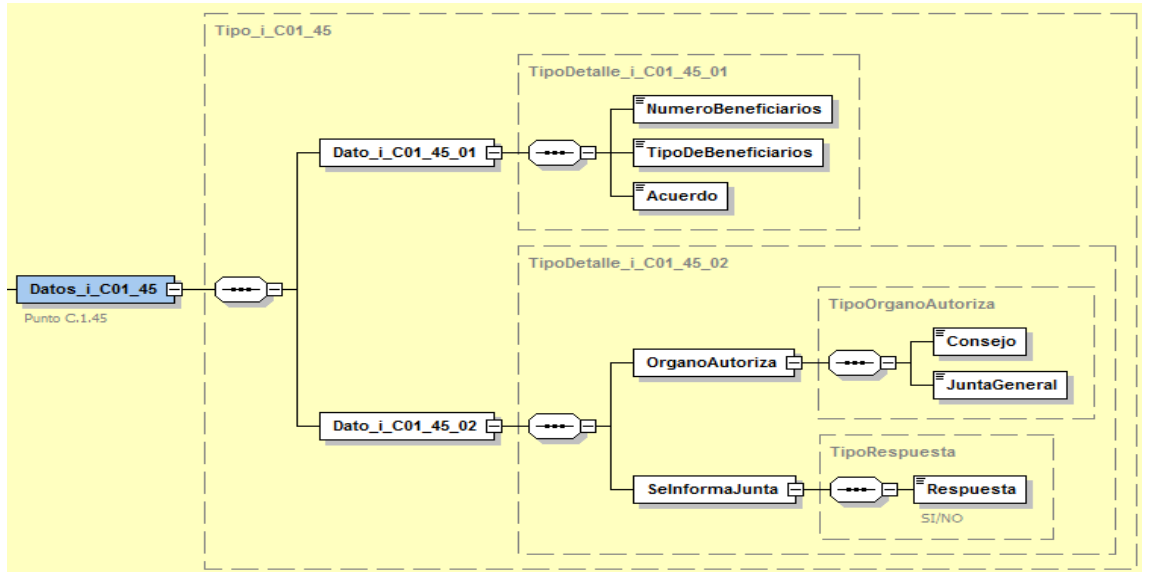 Tipo_i_C01_45
TipoDetalle_i_C01_45_01
NumeroBeneficiarios
Dato_i_C01_45_01
TipoDeBeneficiarios
Acuerdo
TipoDetalle_i_C01_45_02
Datos_i_C01_45
Punto C.1.45
TipoOrganoAutoriza
Consejo
OrganoAutoriza
JuntaGeneral
Dato_i_C01_45_02
TipoRespuesta
SeInformaJunta
Respuesta
SI/NO